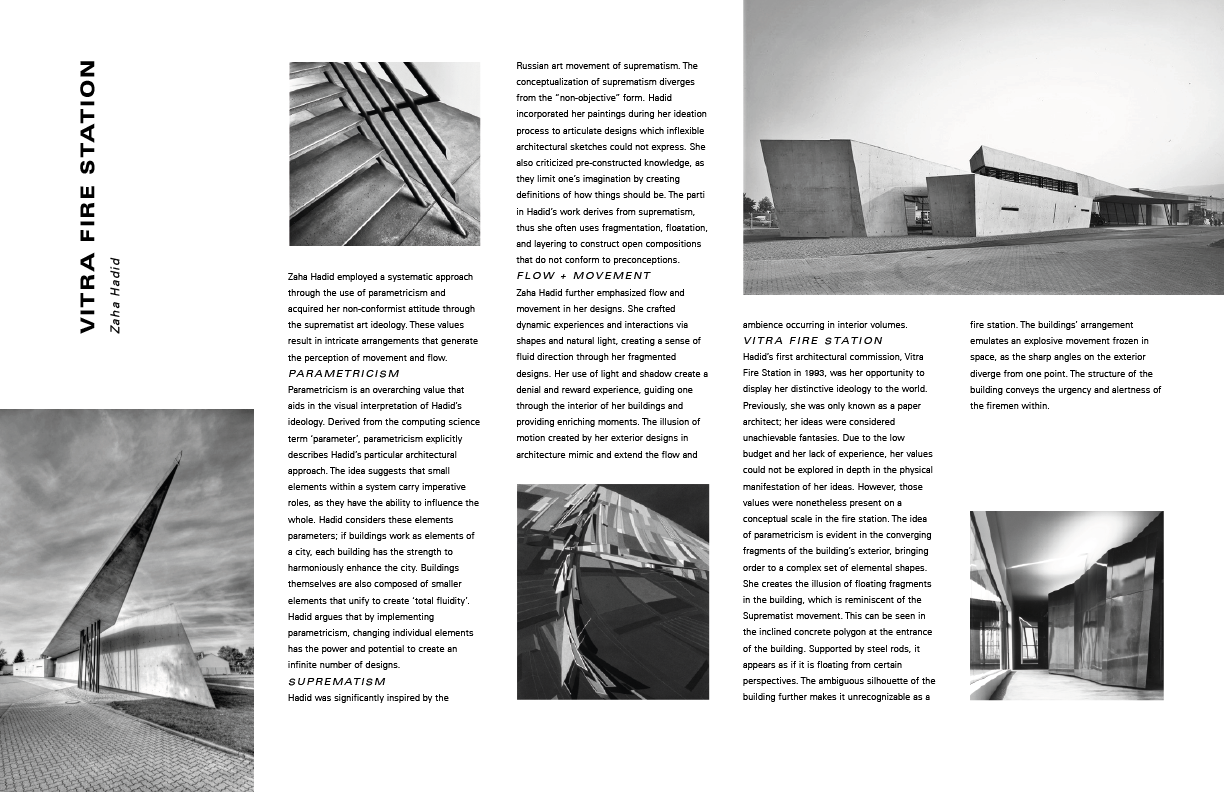 VITRA FIRE STATION
Zaha Hadid
Zaha Hadid employed a systematic approach
through the use of parametricism and
acquired her non-conformist attitude through
the suprematist art ideology. These values
result in intricate arrangements that generate
the perception of movement and flow.
PARAMETRICISM
Parametricism is an overarching value that
aids in the visual interpretation of Hadid's
ideology. Derived from the computing science
term 'parameter', parametricism explicitly
describes Hadid's particular architectural
approach. The idea suggests that small
elements within a system carry imperative
roles, as they have the ability to influence the
whole. Hadid considers these elements
parameters; if buildings work as elements of
a city, each building has the strength to
harmoniously enhance the city. Buildings
themselves are also composed of smaller
elements that unify to create 'total fluidity'.
Hadid argues that by implementing
parametricism, changing individual elements
has the power and potential to create an
infinite number of designs.
SUPREMATISM
Hadid was significantly inspired by the
Russian art movement of suprematism. The
conceptualization of suprematism diverges
from the "non-objective" form. Hadid
incorporated her paintings during her ideation
process to articulate designs which inflexible
architectural sketches could not express. She
also criticized pre-constructed knowledge, as
they limit one's imagination by creating
definitions of how things should be. The parti
in Hadid's work derives from suprematism,
thus she often uses fragmentation, floatation,
and layering to construct open compositions
that do not conform to preconceptions.
FLOW + MOVEMENT
Zaha Hadid further emphasized flow and
movement in her designs. She crafted
dynamic experiences and interactions via
shapes and natural light, creating a sense of
fluid direction through her fragmented
designs. Her use of light and shadow create a
denial and reward experience, guiding one
through the interior of her buildings and
providing enriching moments. The illusion of
motion created by her exterior designs in
architecture mimic and extend the flow and
ambience occurring in interior volumes.
VITRA FIRE STATION
Hadid's first architectural commission, Vitra
Fire Station in 1993, was her opportunity to
display her distinctive ideology to the world.
Previously, she was only known as a paper
architect; her ideas were considered
unachievable fantasies. Due to the low
budget and her lack of experience, her values
could not be explored in depth in the physical
manifestation of her ideas. However, those
values were nonetheless present on a
conceptual scale in the fire station. The idea
of parametricism is evident in the converging
fragments of the building's exterior, bringing
order to a complex set of elemental shapes.
She creates the illusion of floating fragments
in the building, which is reminiscent of the
Suprematist movement. This can be seen in
the inclined concrete polygon at the entrance
of the building. Supported by steel rods, it
appears as if it is floating from certain
perspectives. The ambiguous silhouette of the
building further makes it unrecognizable as a
fire station. The buildings' arrangement
emulates an explosive movement frozen in
space, as the sharp angles on the exterior
diverge from one point. The structure of the
building conveys the urgency and alertness of
the firemen within.